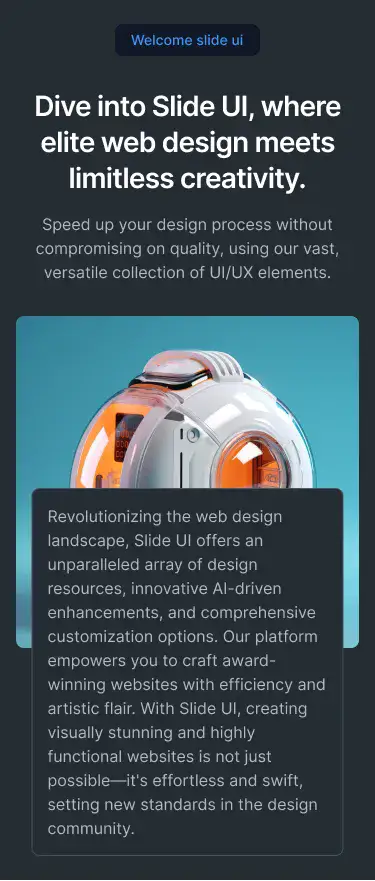 Welcome slide ui
Dive into Slide UI, where
elite web design meets
limitless creativity.
Speed up your design process without
compromising on quality, using our vast,
versatile collection of UI/UX elements.
Revolutionizing the web design
landscape, Slide UI offers an
unparalleled array of design
resources, innovative AI-driven
enhancements, and comprehensive
customization options. Our platform
empowers you to craft award-
winning websites with efficiency and
artistic flair. With Slide UI, creating
visually stunning and highly
functional websites is not just
possible—it's effortless and swift,
setting new standards in the design
community.